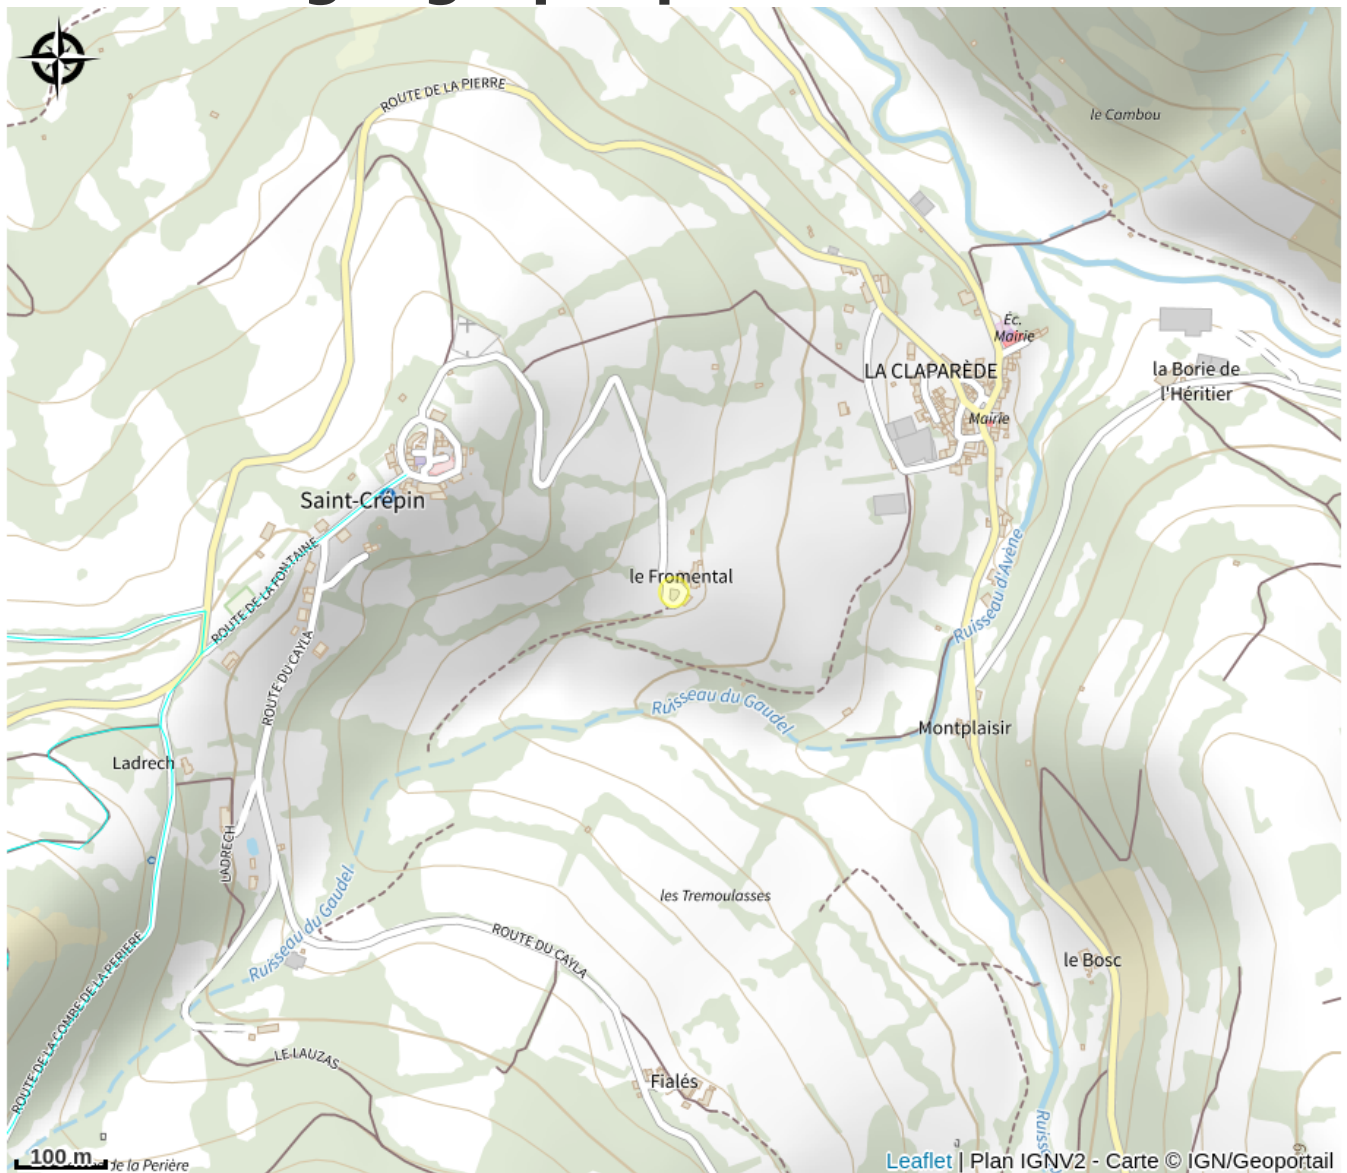 ROUTE DE LA PIERRE
le Cambou
Éc.
Mairie
LA CLAPARÈDE
la Borie de
l'Héritier
Mairie
Saint-Crépin
ROUTE DE LA FONTAINE
le Fromental
Ruisseau d'Avène
ROUTE DU CAYLA
Ruisseau du Gaudel
Montplaisir
Ladrech
LADRECH
les Tremoulasses
Ruisseau du Gaudel
ROUTE DU CAYLA
ROUTE DE LA COMBE DE LA PERIERE
le Bosc
LE LAUZAS
Fialés
100 m
de la Perière
Leaflet | Plan IGNV2 - Carte © IGN/Geoportail